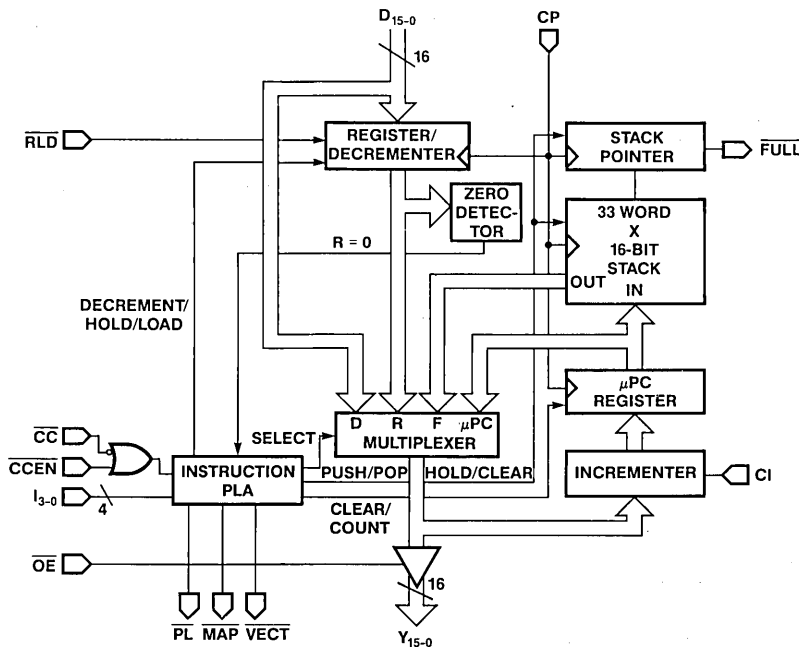 D15-0
CP
16
RLD
REGISTER/
DECREMENTER
STACK
POINTER
FULL
ZERO
DETEC-
TOR
33 WORD
X
16-BIT
STACK
OUT
IN
R = 0
DECREMENT/
HOLD/LOAD
μPC
REGISTER
D R F μPC
MULTIPLEXER
CC
SELECT
CCEN
INSTRUCTION
PLA
PUSH/POP
HOLD/CLEAR
INCREMENTER
CI
I3-0
4
CLEAR/
COUNT
OE
16
PL
MAP
VECT
Y15-0